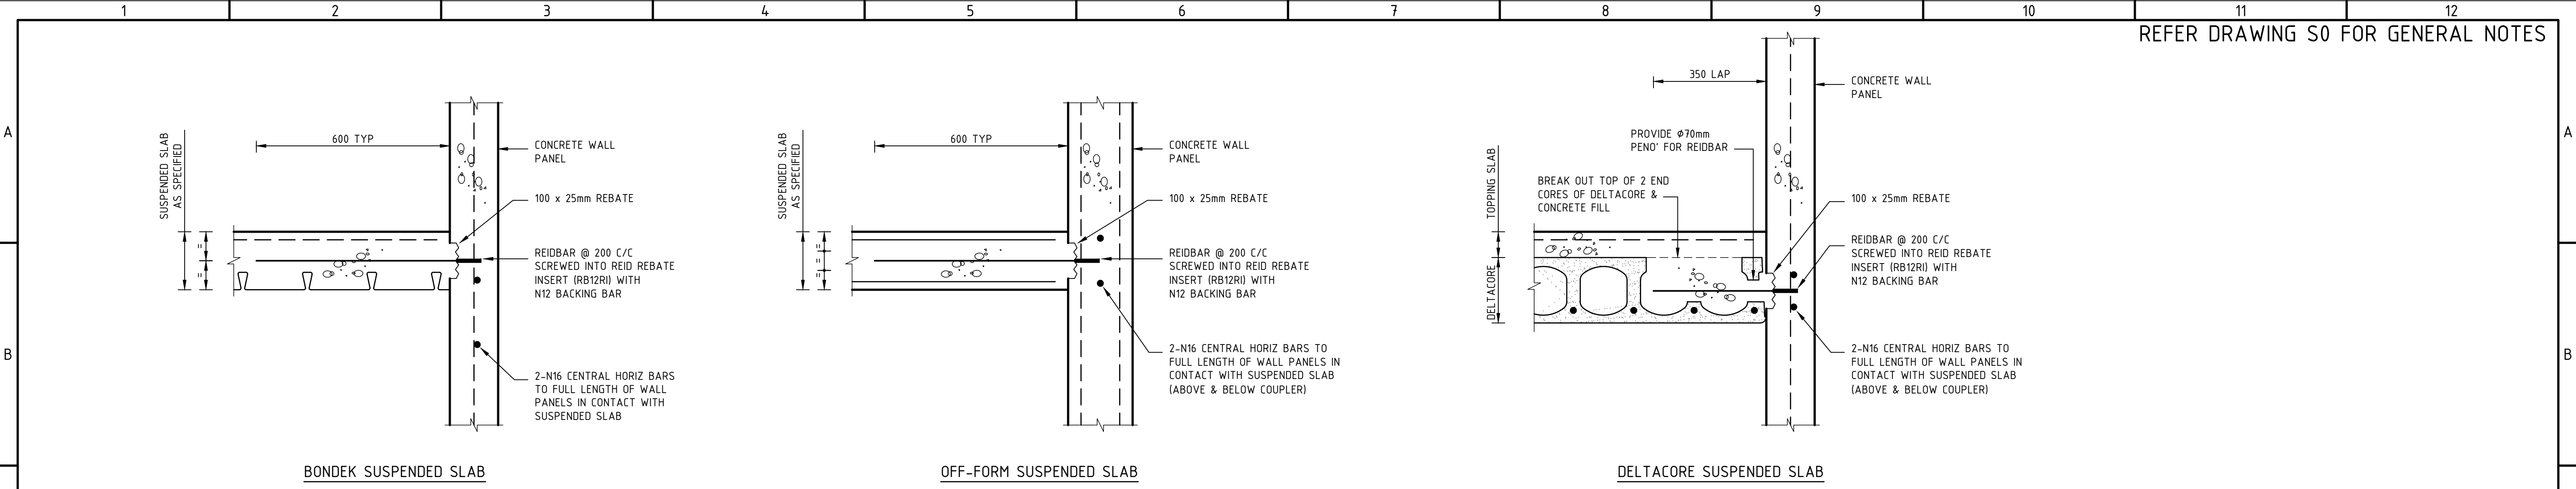 1 2 3 4 5 6 7 8 9 10 11 12
REFER DRAWING S0 FOR GENERAL NOTES
A
B
SUSPENDED SLAB
AS SPECIFIED
600 TYP
=
=
CONCRETE WALL
PANEL
100 x 25mm REBATE
REIDBAR @ 200 C/C
SCREWED INTO REID REBATE
INSERT (RB12RI) WITH
N12 BACKING BAR
2-N16 CENTRAL HORIZ BARS
TO FULL LENGTH OF WALL
PANELS IN CONTACT WITH
SUSPENDED SLAB
BONDEK SUSPENDED SLAB
SUSPENDED SLAB
AS SPECIFIED
600 TYP
=
=
=
CONCRETE WALL
PANEL
100 x 25mm REBATE
REIDBAR @ 200 C/C
SCREWED INTO REID REBATE
INSERT (RB12RI) WITH
N12 BACKING BAR
2-N16 CENTRAL HORIZ BARS TO
FULL LENGTH OF WALL PANELS IN
CONTACT WITH SUSPENDED SLAB
(ABOVE & BELOW COUPLER)
OFF-FORM SUSPENDED SLAB
TOPPING SLAB
DELTACORE
350 LAP
PROVIDE Ø70mm
PENO' FOR REIDBAR
BREAK OUT TOP OF 2 END
CORES OF DELTACORE &
CONCRETE FILL
CONCRETE WALL
PANEL
100 x 25mm REBATE
REIDBAR @ 200 C/C
SCREWED INTO REID REBATE
INSERT (RB12RI) WITH
N12 BACKING BAR
2-N16 CENTRAL HORIZ BARS TO
FULL LENGTH OF WALL PANELS IN
CONTACT WITH SUSPENDED SLAB
(ABOVE & BELOW COUPLER)
DELTACORE SUSPENDED SLAB
A
B